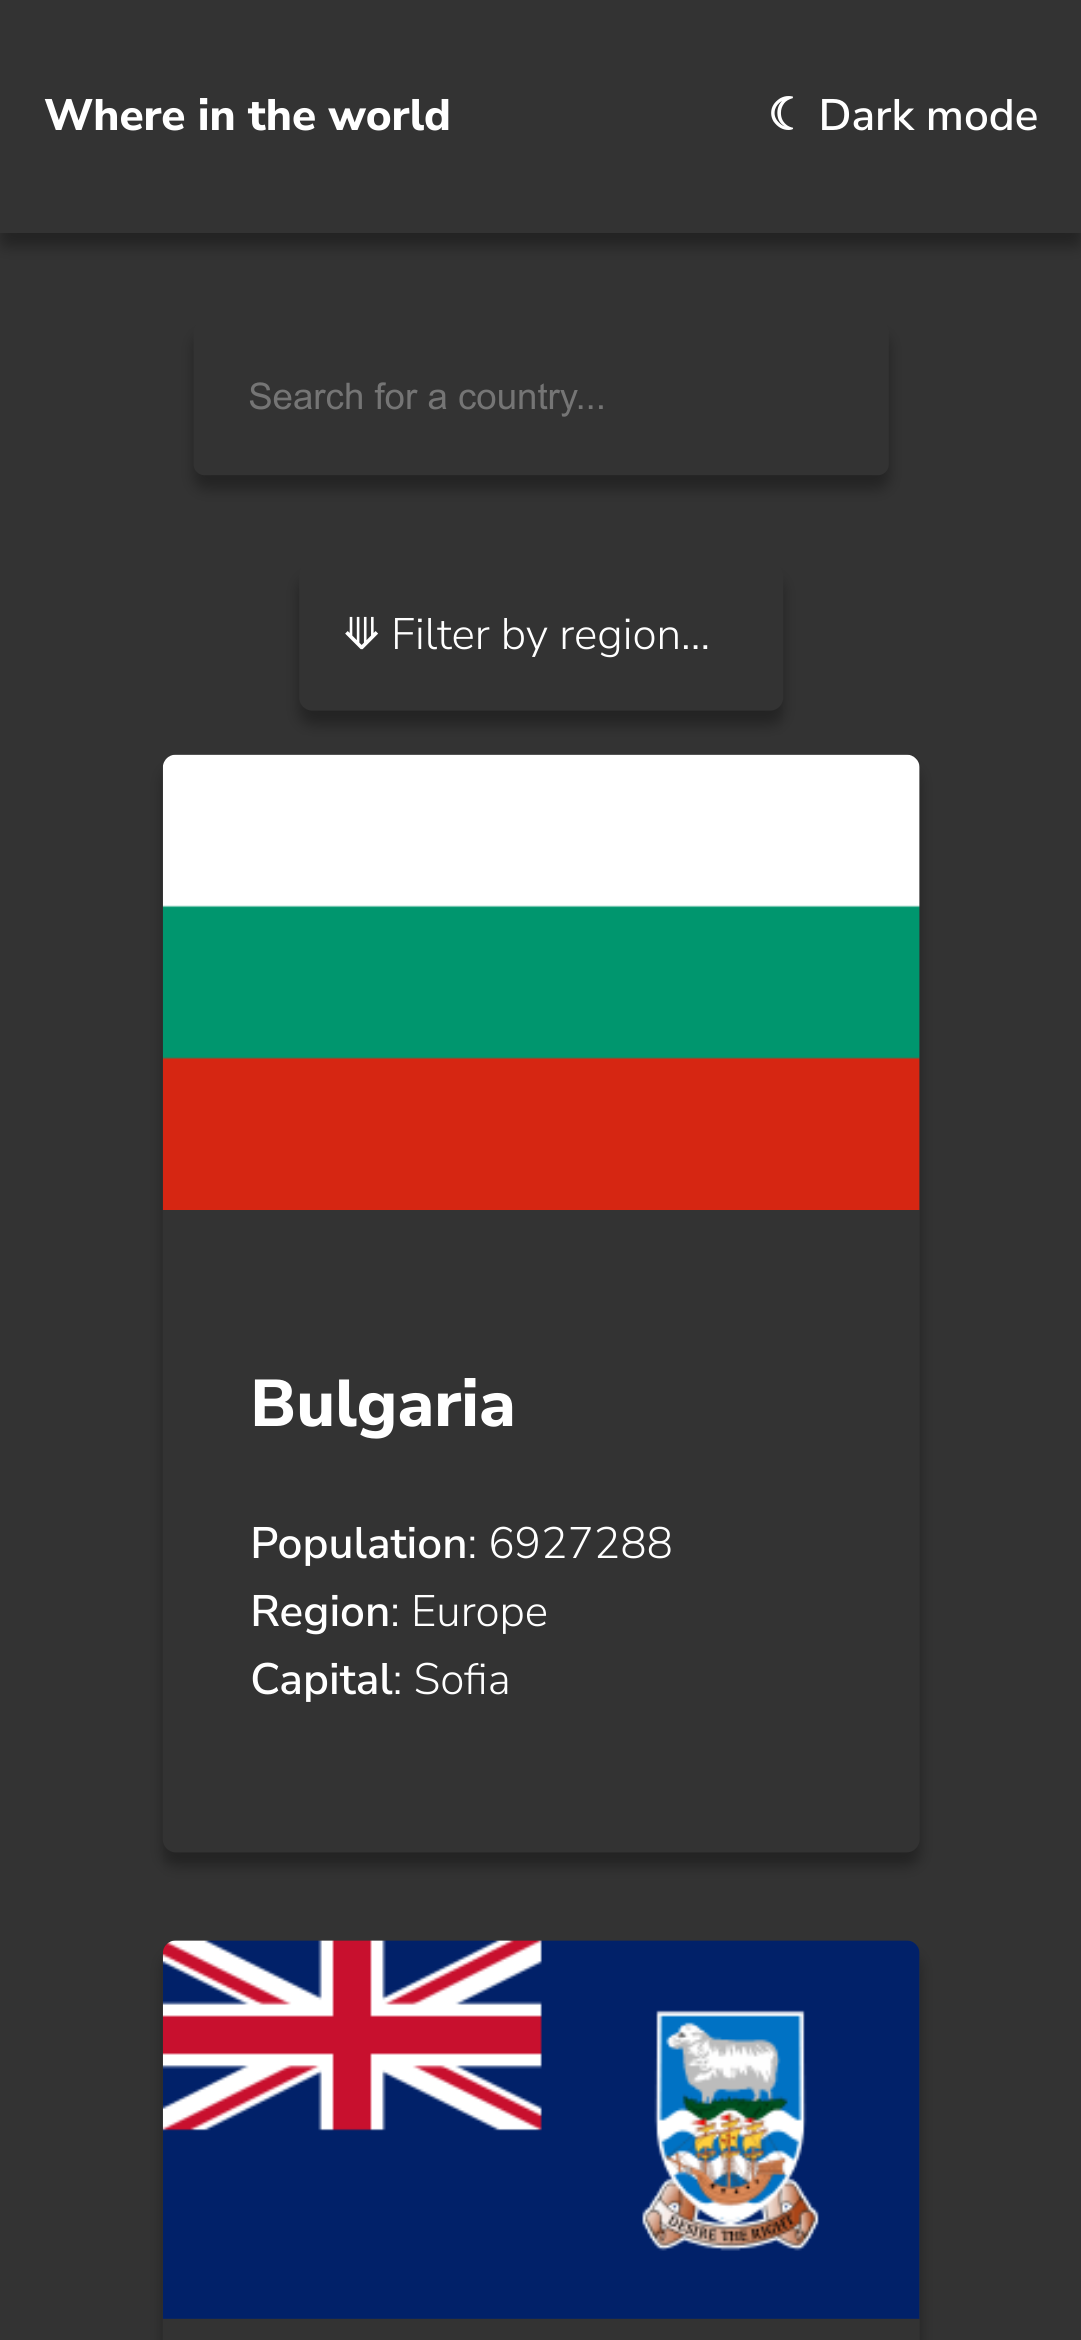 Where in the world
☾ Dark mode
Search for a country...
⟱ Filter by region...
Bulgaria
Population: 6927288
Region: Europe
Capital: Sofia
DESIRE THE RIGHT